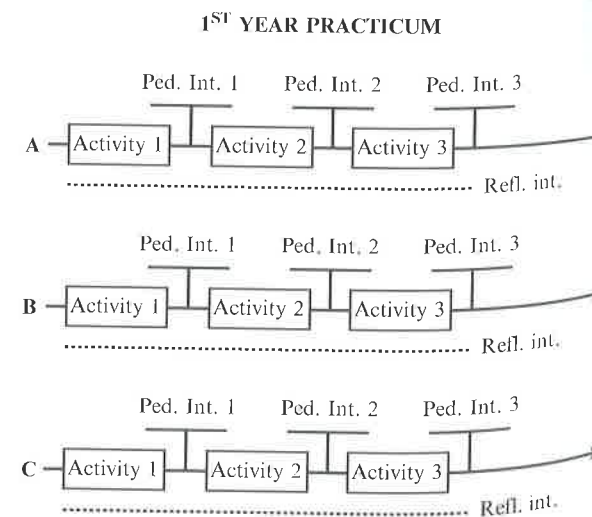 1ST YEAR PRACTICUM
Ped. Int. 1 Ped. Int. 2 Ped. Int. 3
A Activity 1 Activity 2 Activity 3
Refl. int.
Ped. Int. 1 Ped. Int. 2 Ped. Int. 3
B Activity 1 Activity 2 Activity 3
Refl. int.
Ped. Int. 1 Ped. Int. 2 Ped. Int. 3
C Activity 1 Activity 2 Activity 3
Refl. int.